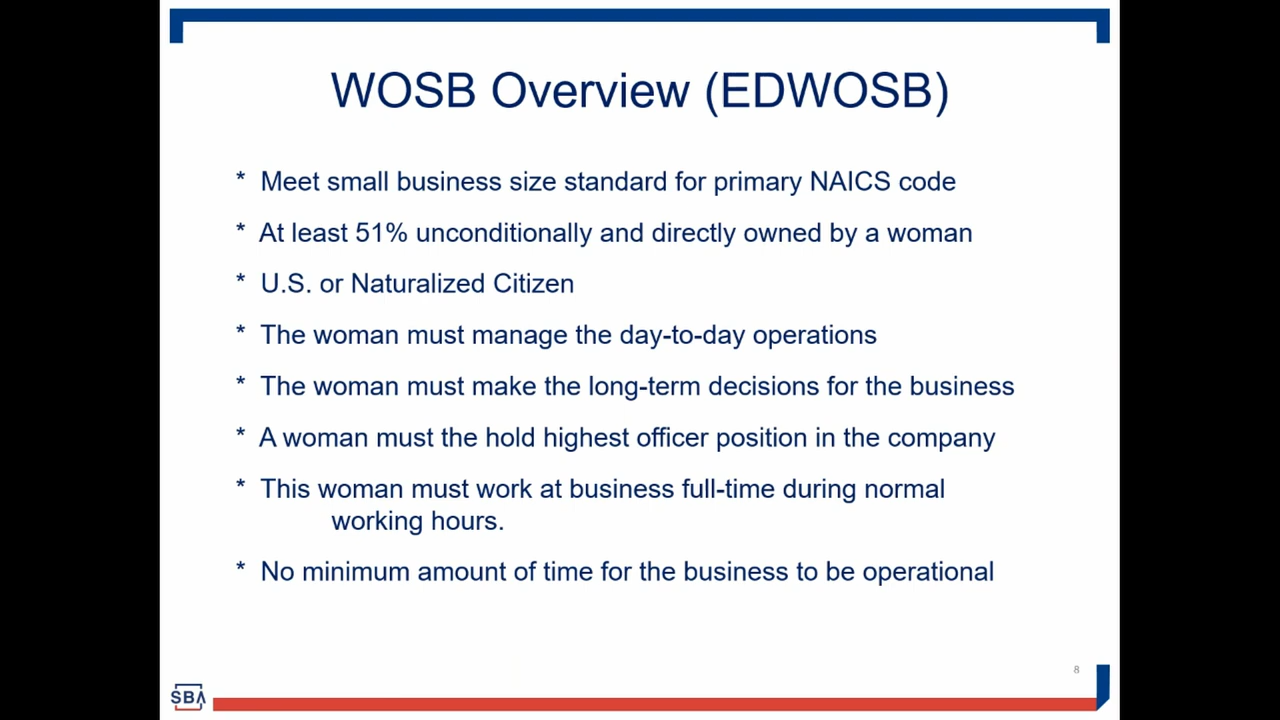 WOSB Overview (EDWOSB)
* Meet small business size standard for primary NAICS code
* At least 51% unconditionally and directly owned by a woman
* U.S. or Naturalized Citizen
* The woman must manage the day-to-day operations
* The woman must make the long-term decisions for the business
* A woman must the hold highest officer position in the company
* This woman must work at business full-time during normal
working hours.
* No minimum amount of time for the business to be operational
8
SBA